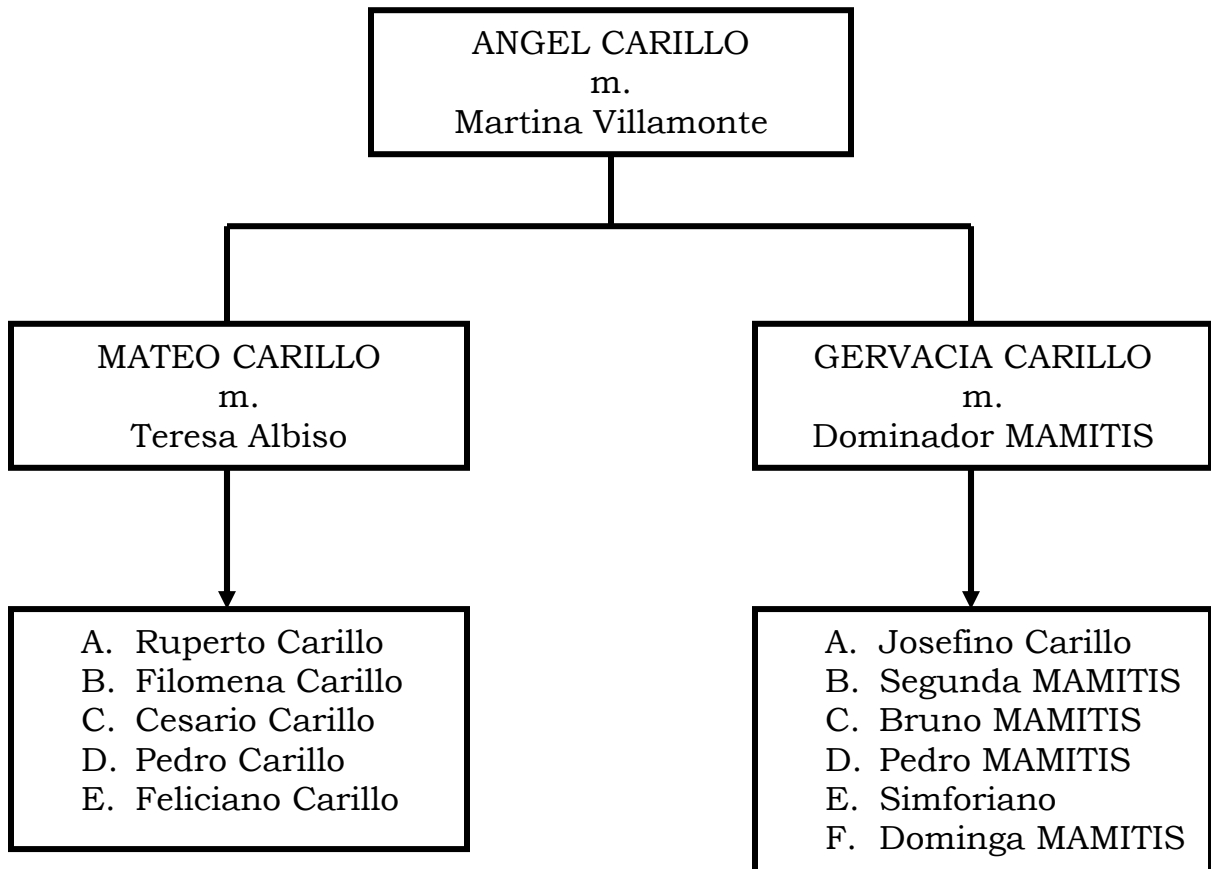 ANGEL CARILLO
m.
Martina Villamonte
MATEO CARILLO
m.
Teresa Albiso
GERVACIA CARILLO
m.
Dominador MAMITIS
A. Ruperto Carillo
B. Filomena Carillo
C. Cesario Carillo
D. Pedro Carillo
E. Feliciano Carillo
A. Josefino Carillo
B. Segunda MAMITIS
C. Bruno MAMITIS
D. Pedro MAMITIS
E. Simforiano
F. Dominga MAMITIS